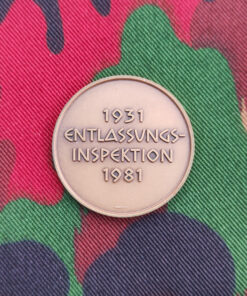 1931
ENTLASSUNGS-
INSPEKTION
1981